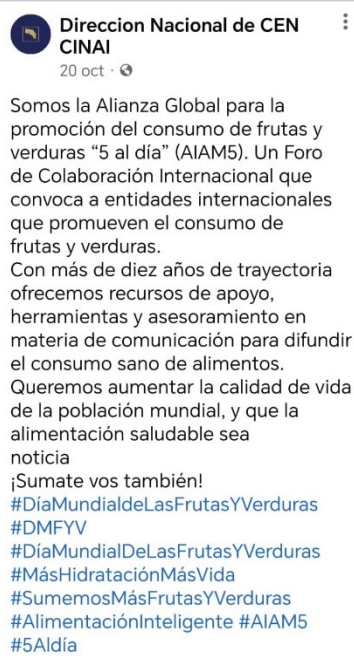 Direccion Nacional de CEN
CINAI
20 oct ·
Somos la Alianza Global para la
promoción del consumo de frutas y
verduras “5 al día” (AIAM5). Un Foro
de Colaboración Internacional que
convoca a entidades internacionales
que promueven el consumo de
frutas y verduras.
Con más de diez años de trayectoria
ofrecemos recursos de apoyo,
herramientas y asesoramiento en
materia de comunicación para difundir
el consumo sano de alimentos.
Queremos aumentar la calidad de vida
de la población mundial, y que la
alimentación saludable sea
noticia
¡Sumate vos también!
#DíaMundialdeLasFrutasYVerduras
#DMFYV
#DíaMundialDeLasFrutasYVerduras
#MásHidrataciónMásVida
#SumemosMásFrutasYVerduras
#AlimentaciónInteligente #AIAM5
#5Aldía